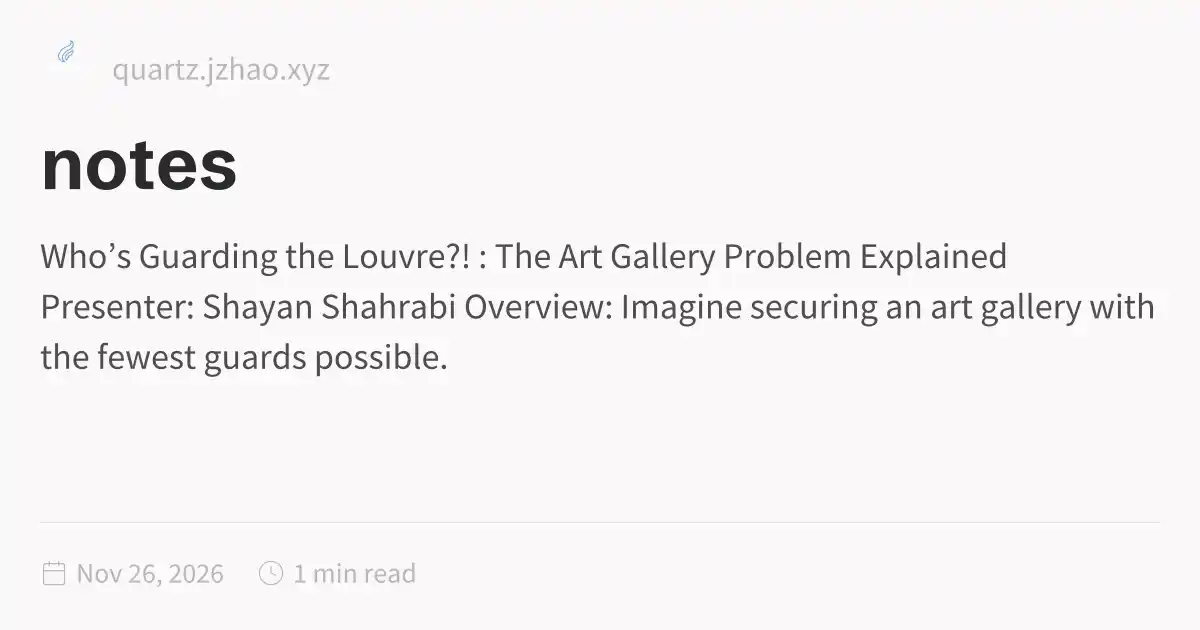 quartz.jzhao.xyz
notes
Who’s Guarding the Louvre?! : The Art Gallery Problem Explained
Presenter: Shayan Shahrabi Overview: Imagine securing an art gallery with
the fewest guards possible.
Nov 26, 2026 1 min read